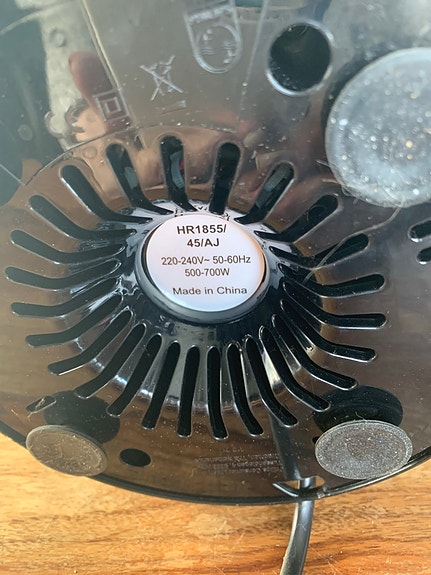 HR1855/
45/AJ
220-240V~ 50-60Hz
500-700W
Made in China